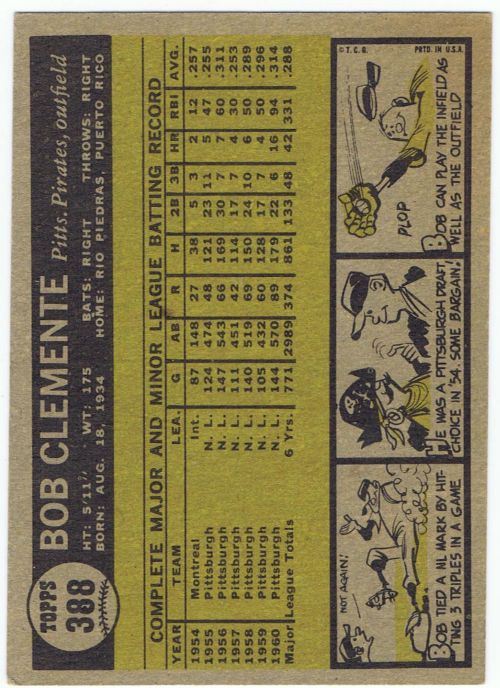 TOPPS
388
BOB CLEMENTE Pitts. Pirates, outfield
HT: 5'11" WT: 175 BATS: RIGHT THROWS: RIGHT
BORN: AUG. 18, 1934 HOME: RIO PIEDRAS, PUERTO RICO
COMPLETE MAJOR AND MINOR LEAGUE BATTING RECORD
YEAR TEAM LEA. G AB R H 2B 3B HR RBI AVG.
1954 Montreal Int. 87 148 27 38 5 3 2 12 .257
1955 Pittsburgh N. L. 124 474 48 121 23 11 5 47 .255
1956 Pittsburgh N. L. 147 543 66 169 30 7 7 60 .311
1957 Pittsburgh N. L. 111 451 42 114 17 7 4 30 .253
1958 Pittsburgh N. L. 140 519 69 150 24 10 6 50 .289
1959 Pittsburgh N. L. 105 432 60 128 17 7 4 50 .296
1960 Pittsburgh N. L. 144 570 89 179 22 6 16 94 .314
Major League Totals 6 Yrs. 771 2989 374 861 133 48 42 331 .288
NOT AGAIN!
BOB TIED A NL MARK BY HIT-
TING 3 TRIPLES IN A GAME
HE WAS A PITTSBURGH DRAFT
CHOICE IN '54. SOME BARGAIN!
© T. C. G. PRTD. IN U.S.A.
PLOP
BOB CAN PLAY THE INFIELD AS
WELL AS THE OUTFIELD